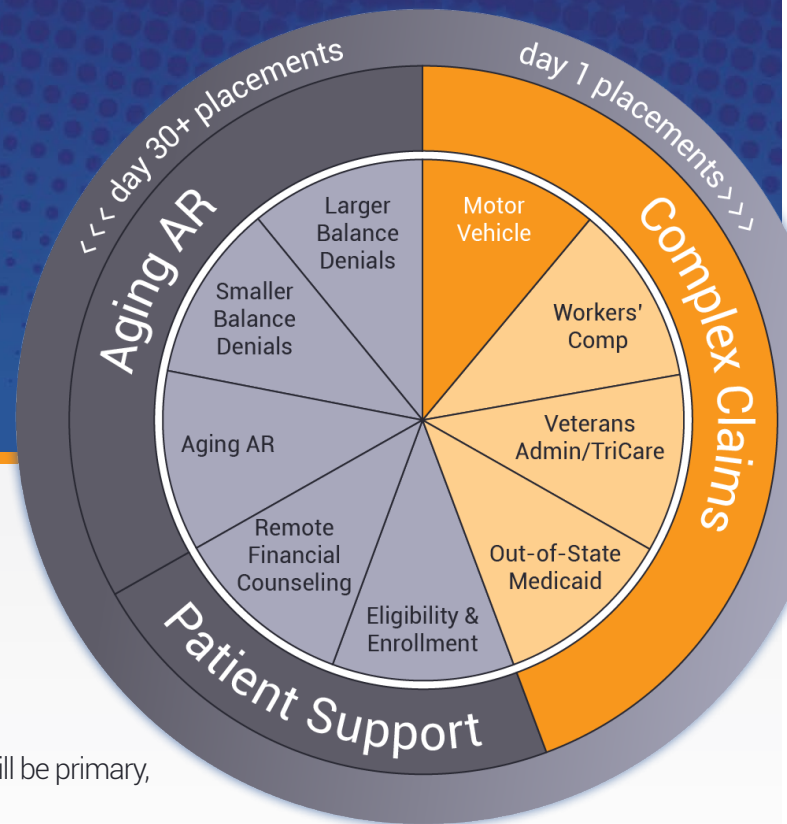 <<< day 30+ placements
day 1 placements >>>
Aging AR
Complex Claims
Patient Support
Larger
Balance
Denials
Motor
Vehicle
Smaller
Balance
Denials
Workers'
Comp
Aging AR
Veterans
Admin/TriCare
Remote
Financial
Counseling
Out-of-State
Medicaid
Eligibility &
Enrollment
ill be primary,